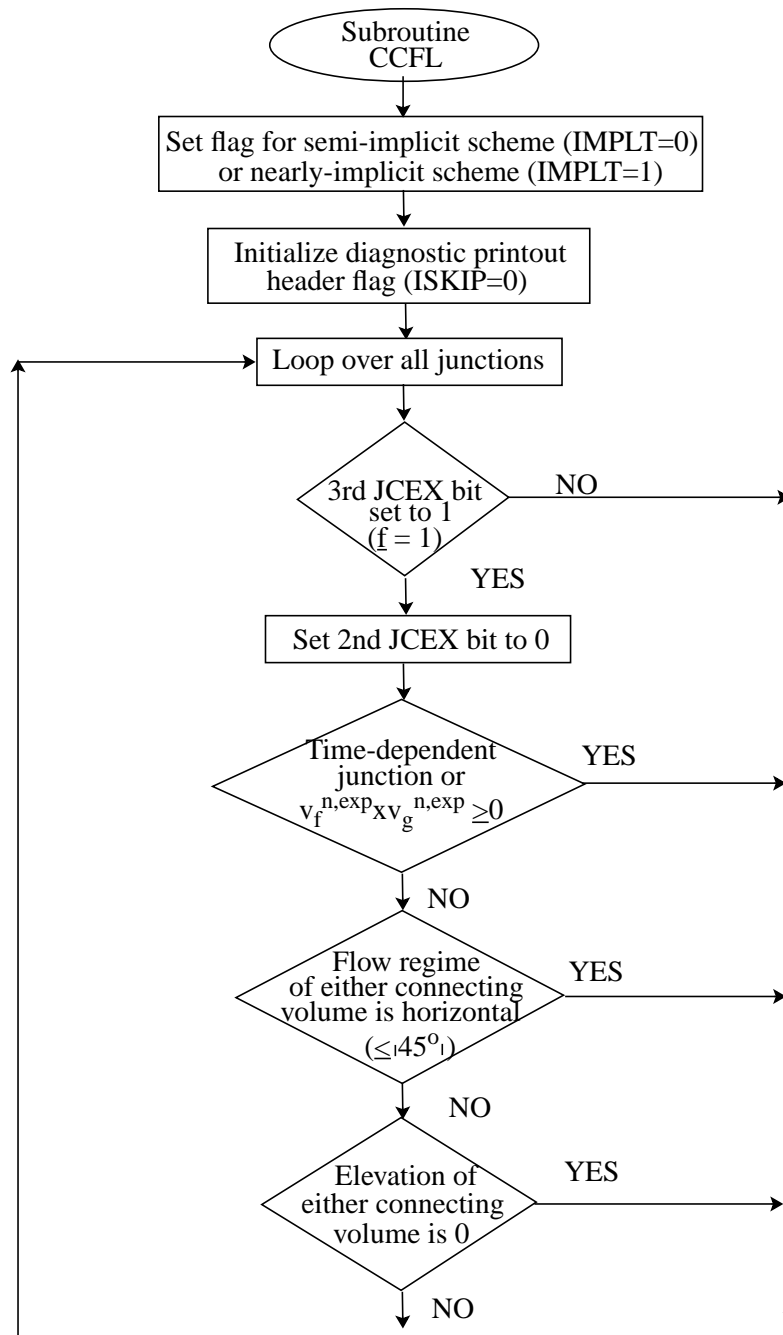 Subroutine
CCFL
Set flag for semi-implicit scheme (IMPLT=0)
or nearly-implicit scheme (IMPLT=1)
Initialize diagnostic printout
header flag (ISKIP=0)
Loop over all junctions
3rd JCEX bit
set to 1
(f = 1)
NO
YES
Set 2nd JCEX bit to 0
Time-dependent
junction or
v_f^n,exp x v_g^n,exp ≥0
YES
NO
Flow regime
of either connecting
volume is horizontal
(≤|45°|)
YES
NO
Elevation of
either connecting
volume is 0
YES
NO